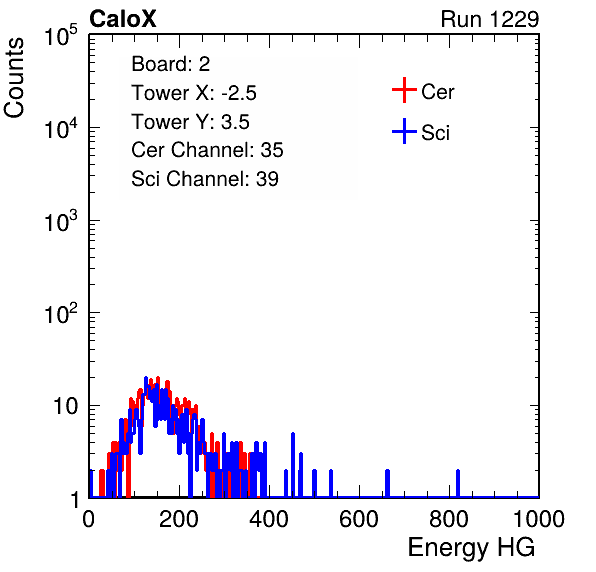 CaloX Run 1229
Counts
10^5
10^4
10^3
10^2
10
1
Board: 2
Tower X: -2.5
Tower Y: 3.5
Cer Channel: 35
Sci Channel: 39
Cer
Sci
0 200 400 600 800 1000
Energy HG